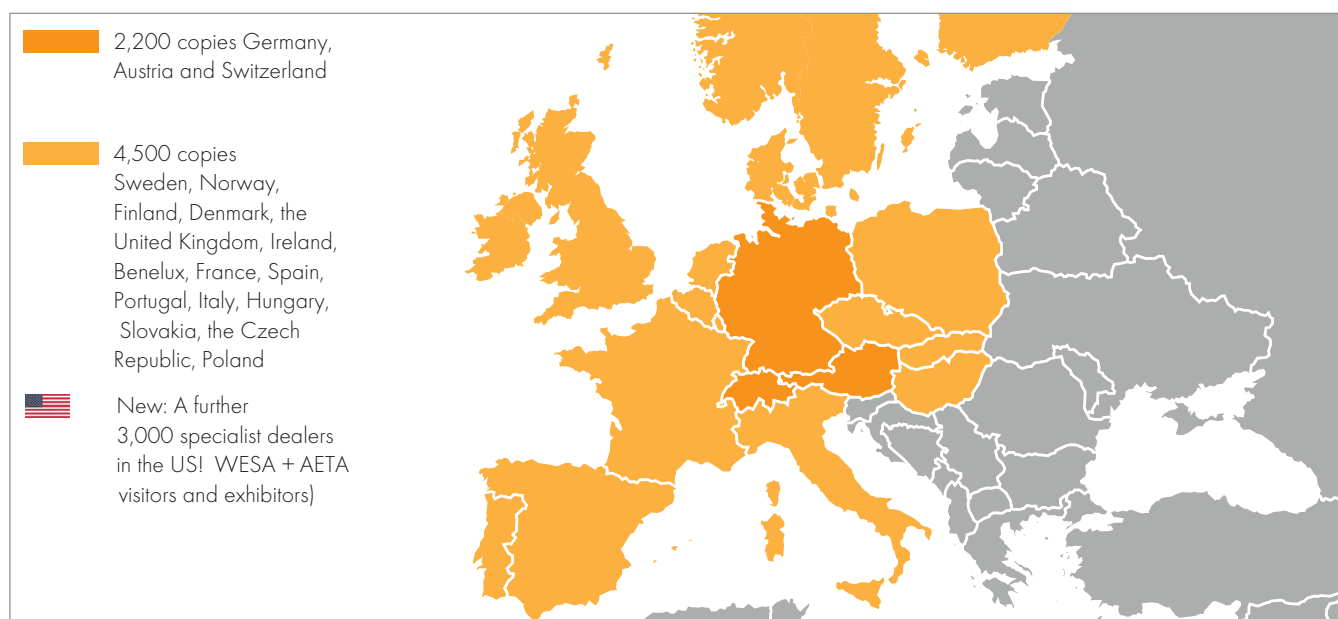 2,200 copies Germany,
Austria and Switzerland
4,500 copies
Sweden, Norway,
Finland, Denmark, the
United Kingdom, Ireland,
Benelux, France, Spain,
Portugal, Italy, Hungary,
Slovakia, the Czech
Republic, Poland
New: A further
3,000 specialist dealers
in the US! WESA + AETA
visitors and exhibitors)